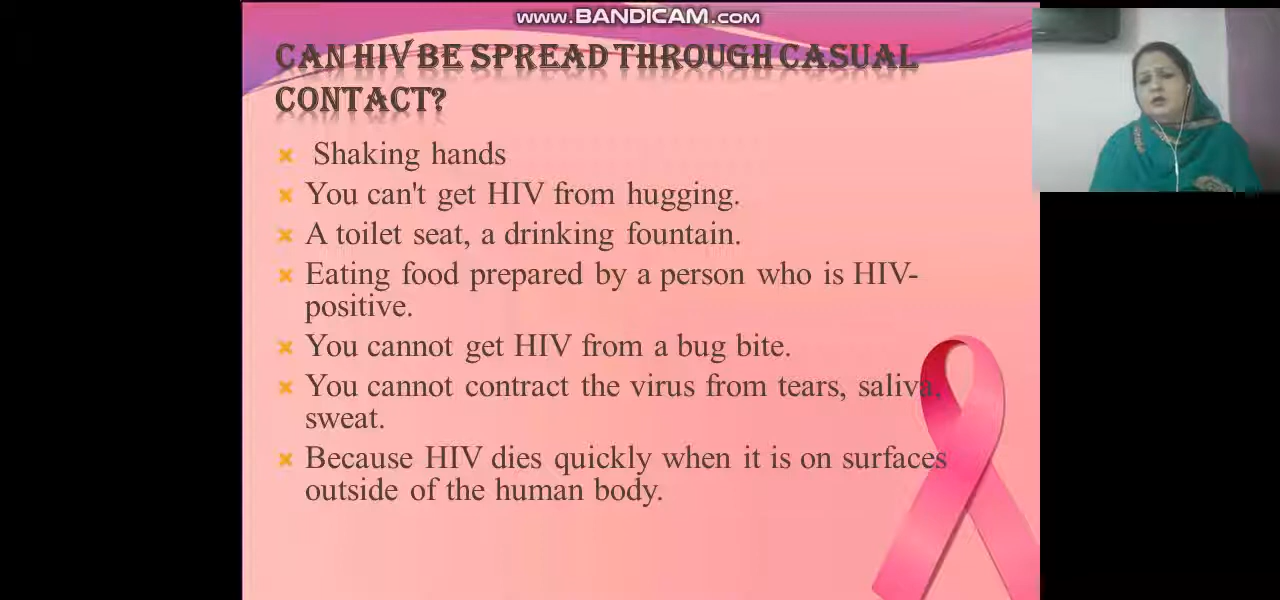 www.BANDICAM.com
CAN HIV BE SPREAD THROUGH CASUAL
CONTACT?
Shaking hands
You can't get HIV from hugging.
A toilet seat, a drinking fountain.
Eating food prepared by a person who is HIV-
positive.
You cannot get HIV from a bug bite.
You cannot contract the virus from tears, saliva,
sweat.
Because HIV dies quickly when it is on surfaces
outside of the human body.